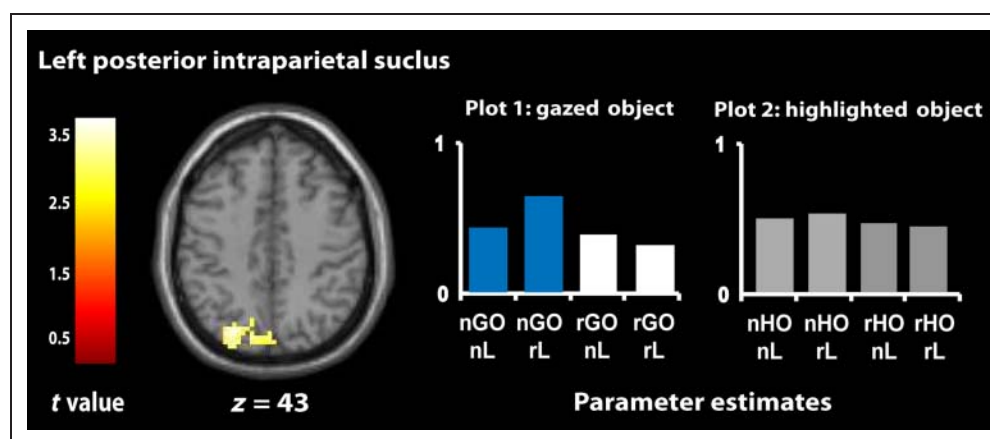 Left posterior intraparietal suclus
Plot 1: gazed object
Plot 2: highlighted object
3.5
2.5
1.5
0.5
t value
z = 43
1
0
nGO nGO rGO rGO
nL rL nL rL
1
0
nHO nHO rHO rHO
nL rL nL rL
Parameter estimates